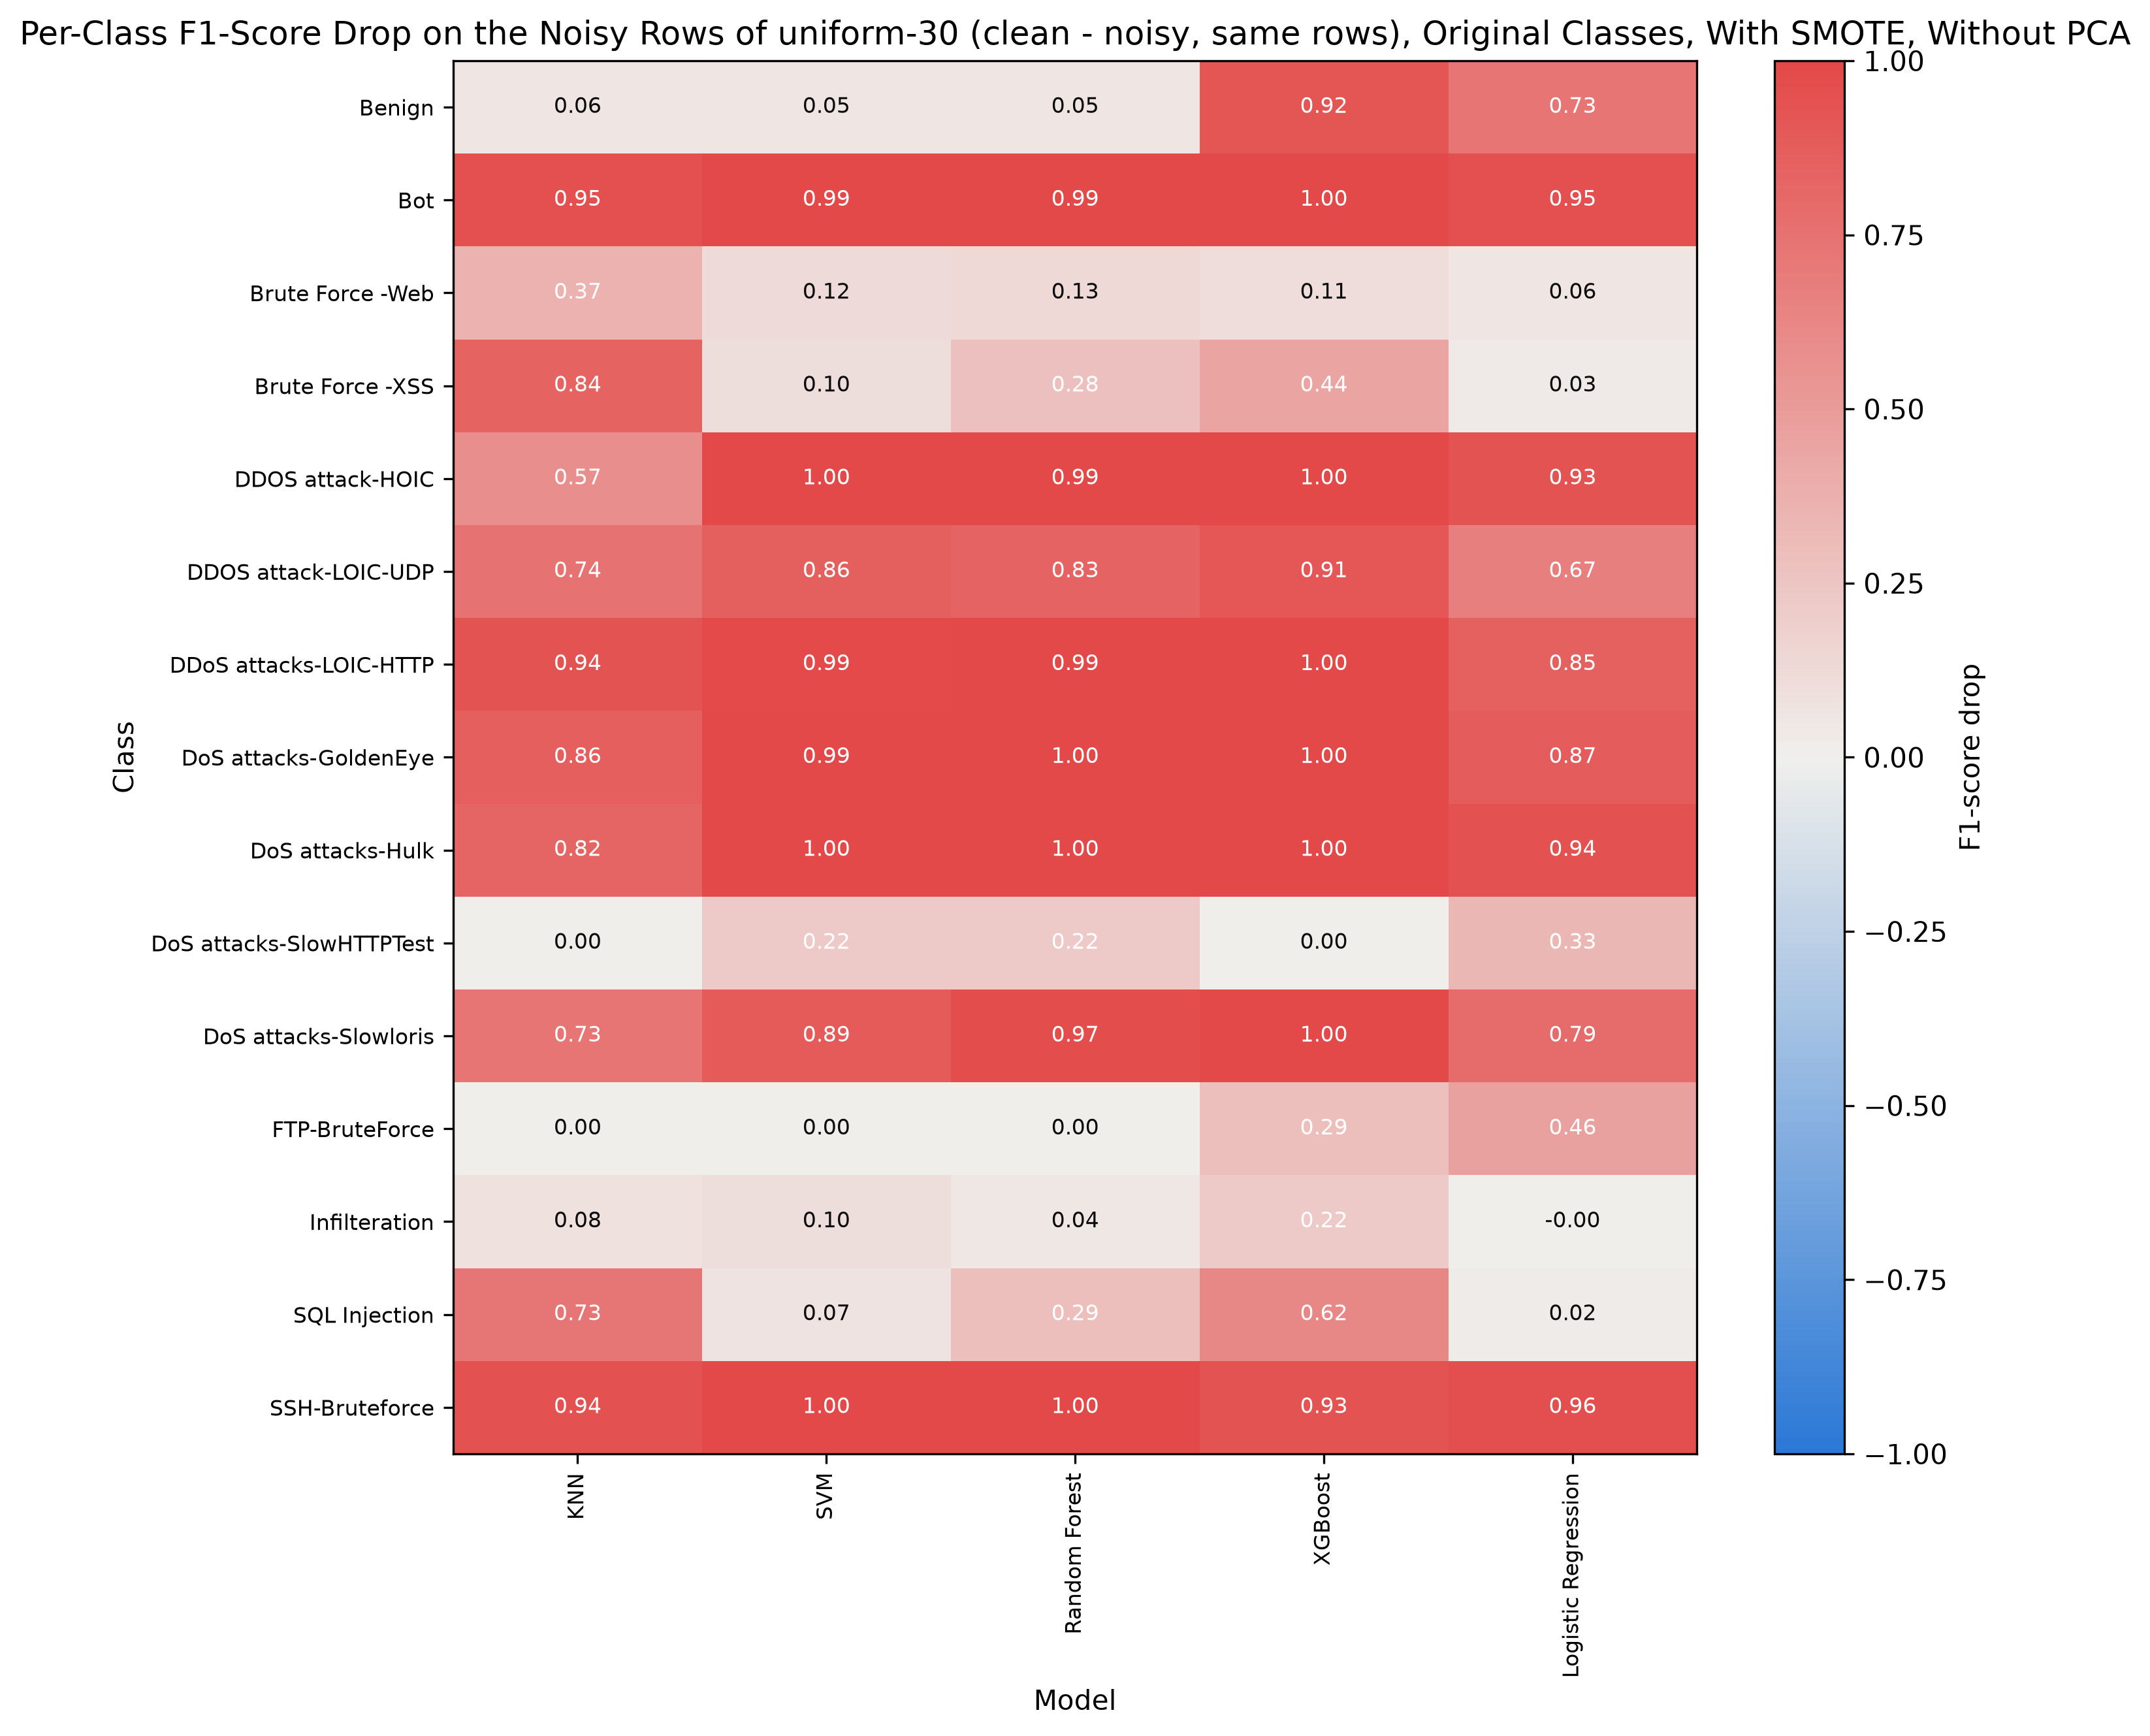 Per-Class F1-Score Drop on the Noisy Rows of uniform-30 (clean - noisy, same rows), Original Classes, With SMOTE, Without PCA
Benign 0.06 0.05 0.05 0.92 0.73
Bot 0.95 0.99 0.99 1.00 0.95
Brute Force -Web 0.37 0.12 0.13 0.11 0.06
Brute Force -XSS 0.84 0.10 0.28 0.44 0.03
DDOS attack-HOIC 0.57 1.00 0.99 1.00 0.93
DDOS attack-LOIC-UDP 0.74 0.86 0.83 0.91 0.67
DDoS attacks-LOIC-HTTP 0.94 0.99 0.99 1.00 0.85
DoS attacks-GoldenEye 0.86 0.99 1.00 1.00 0.87
DoS attacks-Hulk 0.82 1.00 1.00 1.00 0.94
DoS attacks-SlowHTTPTest 0.00 0.22 0.22 0.00 0.33
DoS attacks-Slowloris 0.73 0.89 0.97 1.00 0.79
FTP-BruteForce 0.00 0.00 0.00 0.29 0.46
Infilteration 0.08 0.10 0.04 0.22 -0.00
SQL Injection 0.73 0.07 0.29 0.62 0.02
SSH-Bruteforce 0.94 1.00 1.00 0.93 0.96
Class
KNN
SVM
Random Forest
XGBoost
Logistic Regression
Model
1.00
0.75
0.50
0.25
0.00
−0.25
−0.50
−0.75
−1.00
F1-score drop